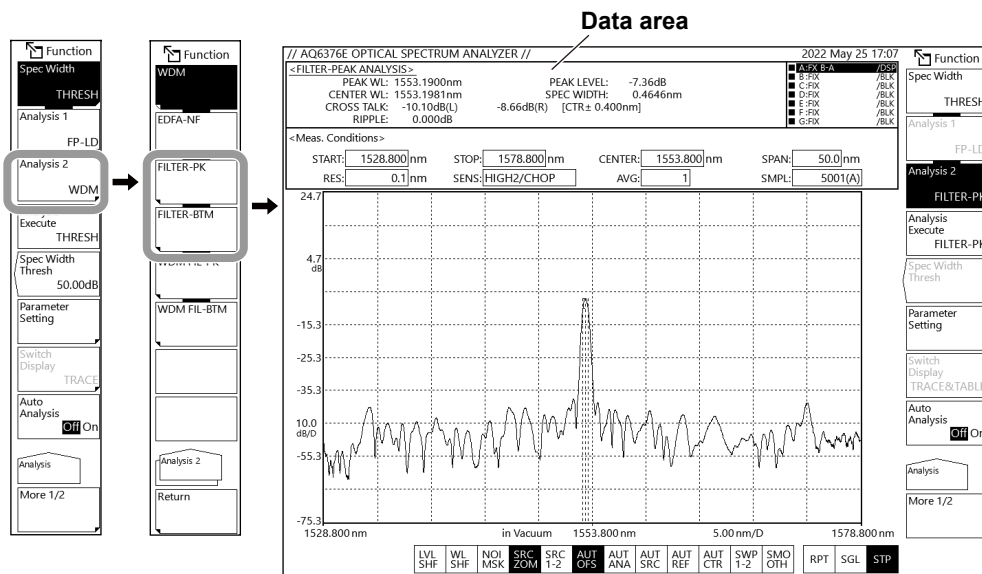 Data area
Function
Spec Width
THRESH
Analysis 1
FP-LD
Analysis 2
WDM
Execute
THRESH
Spec Width
Thresh
50.00dB
Parameter
Setting
Switch
Display
TRACE
Auto
Analysis
Off On
Analysis
More 1/2
Function
WDM
EDFA-NF
FILTER-PK
FILTER-BTM
WDM FIL-BTM
Analysis 2
Return
// AQ6376E OPTICAL SPECTRUM ANALYZER // 2022 May 25 17:07
<FILTER-PEAK ANALYSIS>
PEAK WL: 1553.1900nm PEAK LEVEL: -7.36dB
CENTER WL: 1553.1981nm SPEC WIDTH: 0.4646nm
CROSS TALK: -10.10dB(L) -8.66dB(R) [CTR± 0.400nm]
RIPPLE: 0.000dB
A:FX B-A /DSP
B:FIX /BLK
C:FIX /BLK
D:FIX /BLK
E:FIX /BLK
F:FIX /BLK
G:FIX /BLK
<Meas. Conditions>
START: 1528.800 nm STOP: 1578.800 nm CENTER: 1553.800 nm SPAN: 50.0 nm
RES: 0.1 nm SENS: HIGH2/CHOP AVG: 1 SMPL: 5001(A)
24.7
4.7
dB
-15.3
-25.3
-35.3
10.0
dB/D
-55.3
-75.3
1528.800 nm in Vacuum 1553.800 nm 5.00 nm/D 1578.800 nm
LVL SHF WL SHF NOI MSK SRC ZOM SRC 1-2 AUT OFS AUT ANA AUT SRC AUT REF AUT CTR SWP 1-2 SMO OTH RPT SGL STP
Function
Spec Width
THRESH
Analysis 1
FP-LD
Analysis 2
FILTER-PK
Analysis
Execute
FILTER-PK
Spec Width
Thresh
Parameter
Setting
Switch
Display
TRACE&TABLE
Auto
Analysis
Off On
Analysis
More 1/2